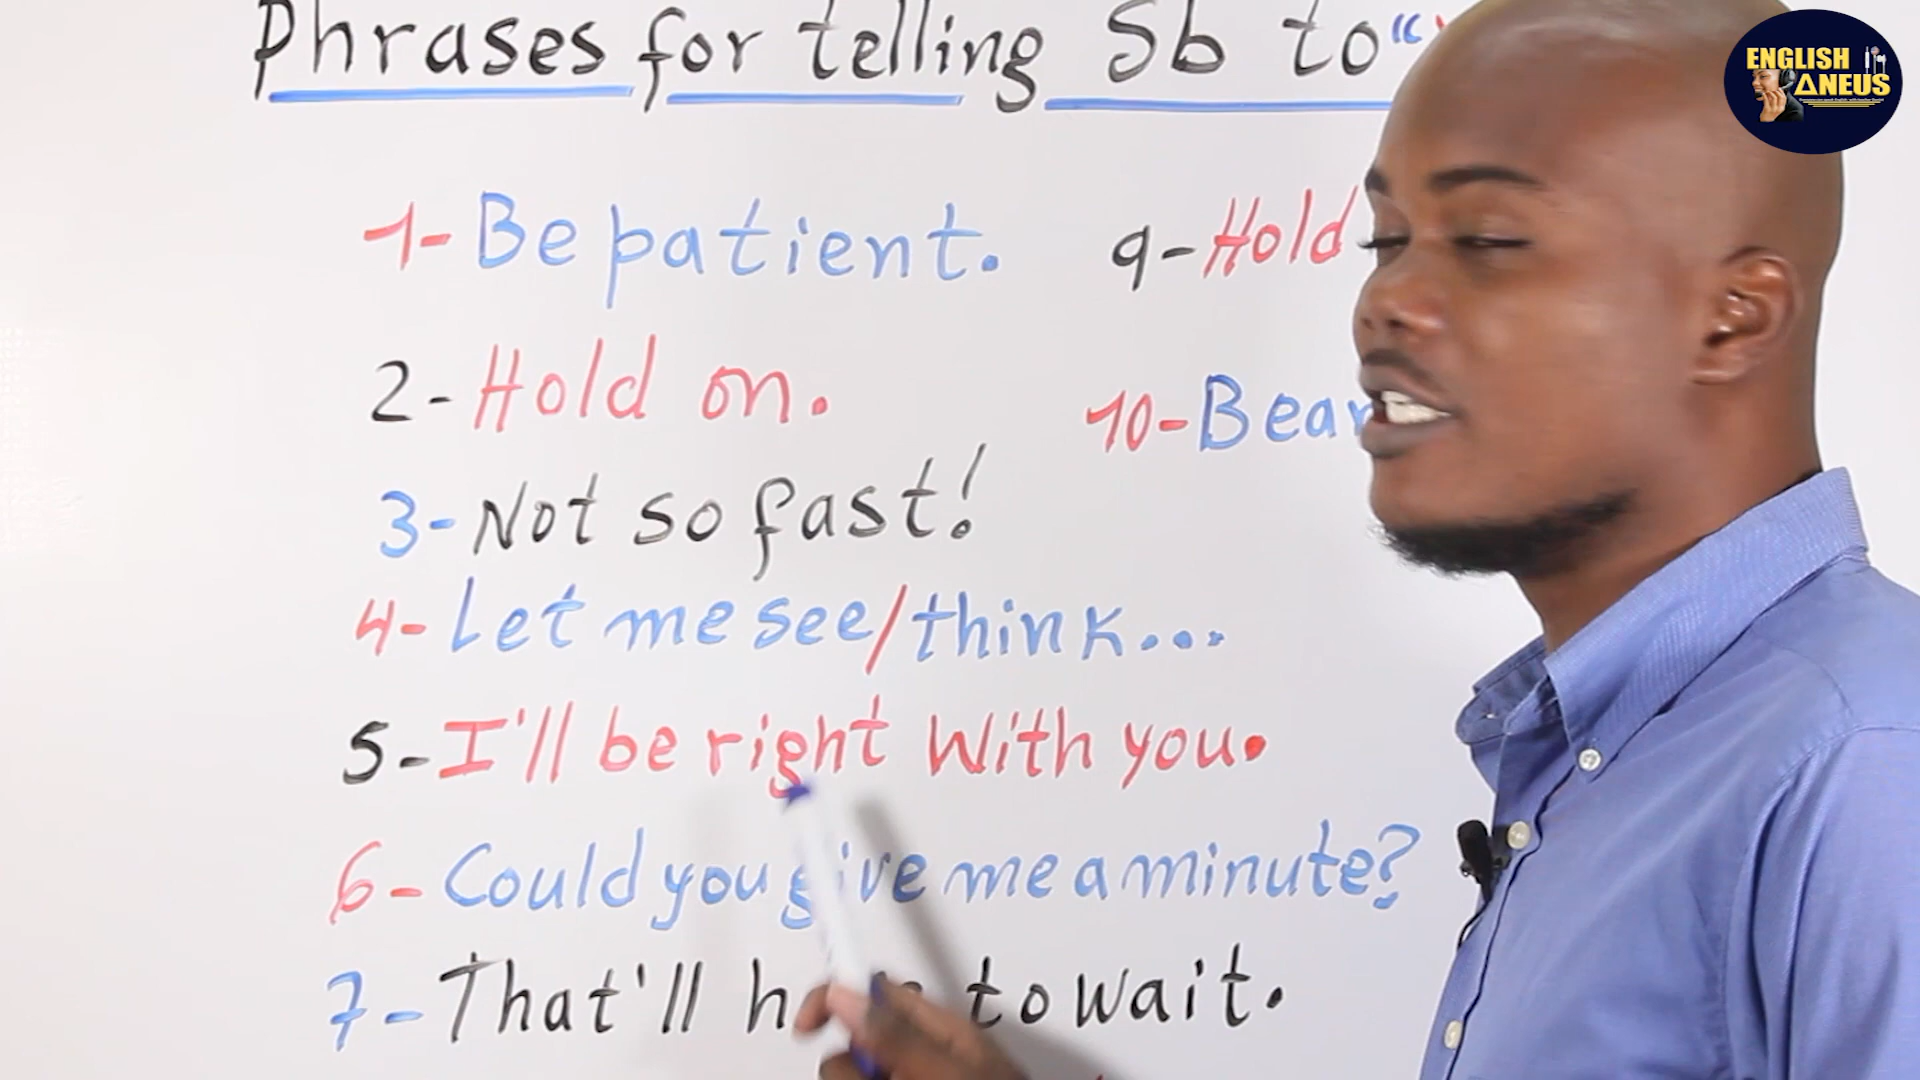 Phrases for telling Sb to "
1- Be patient.
2- Hold on.
3- Not so fast!
4- Let me see/think...
5- I'll be right With you.
6- Could you give me a minute?
7- That'll to wait.
9- Hold
10- Bear
ENGLISH
ANEUS